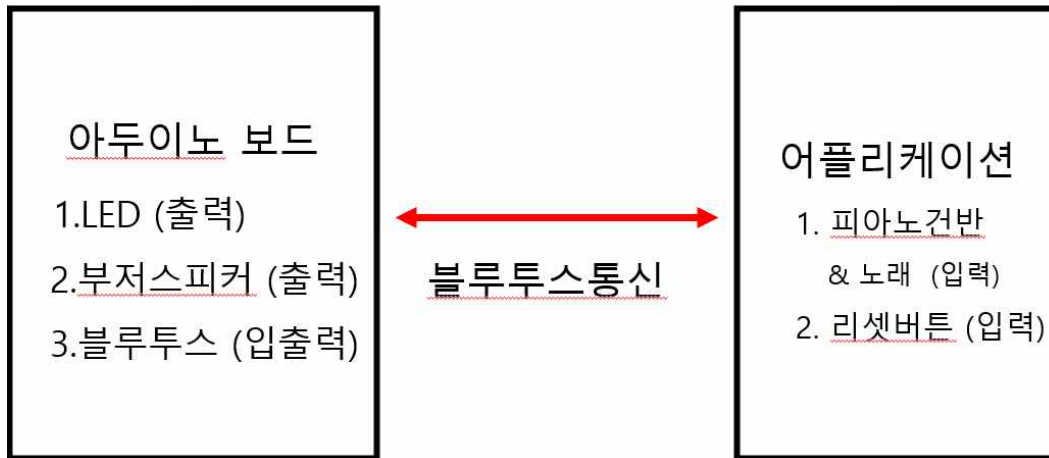 아두이노 보드
1.LED (출력)
2.부저스피커 (출력)
3.블루투스 (입출력)
블루투스통신
어플리케이션
1. 피아노건반
& 노래 (입력)
2. 리셋버튼 (입력)